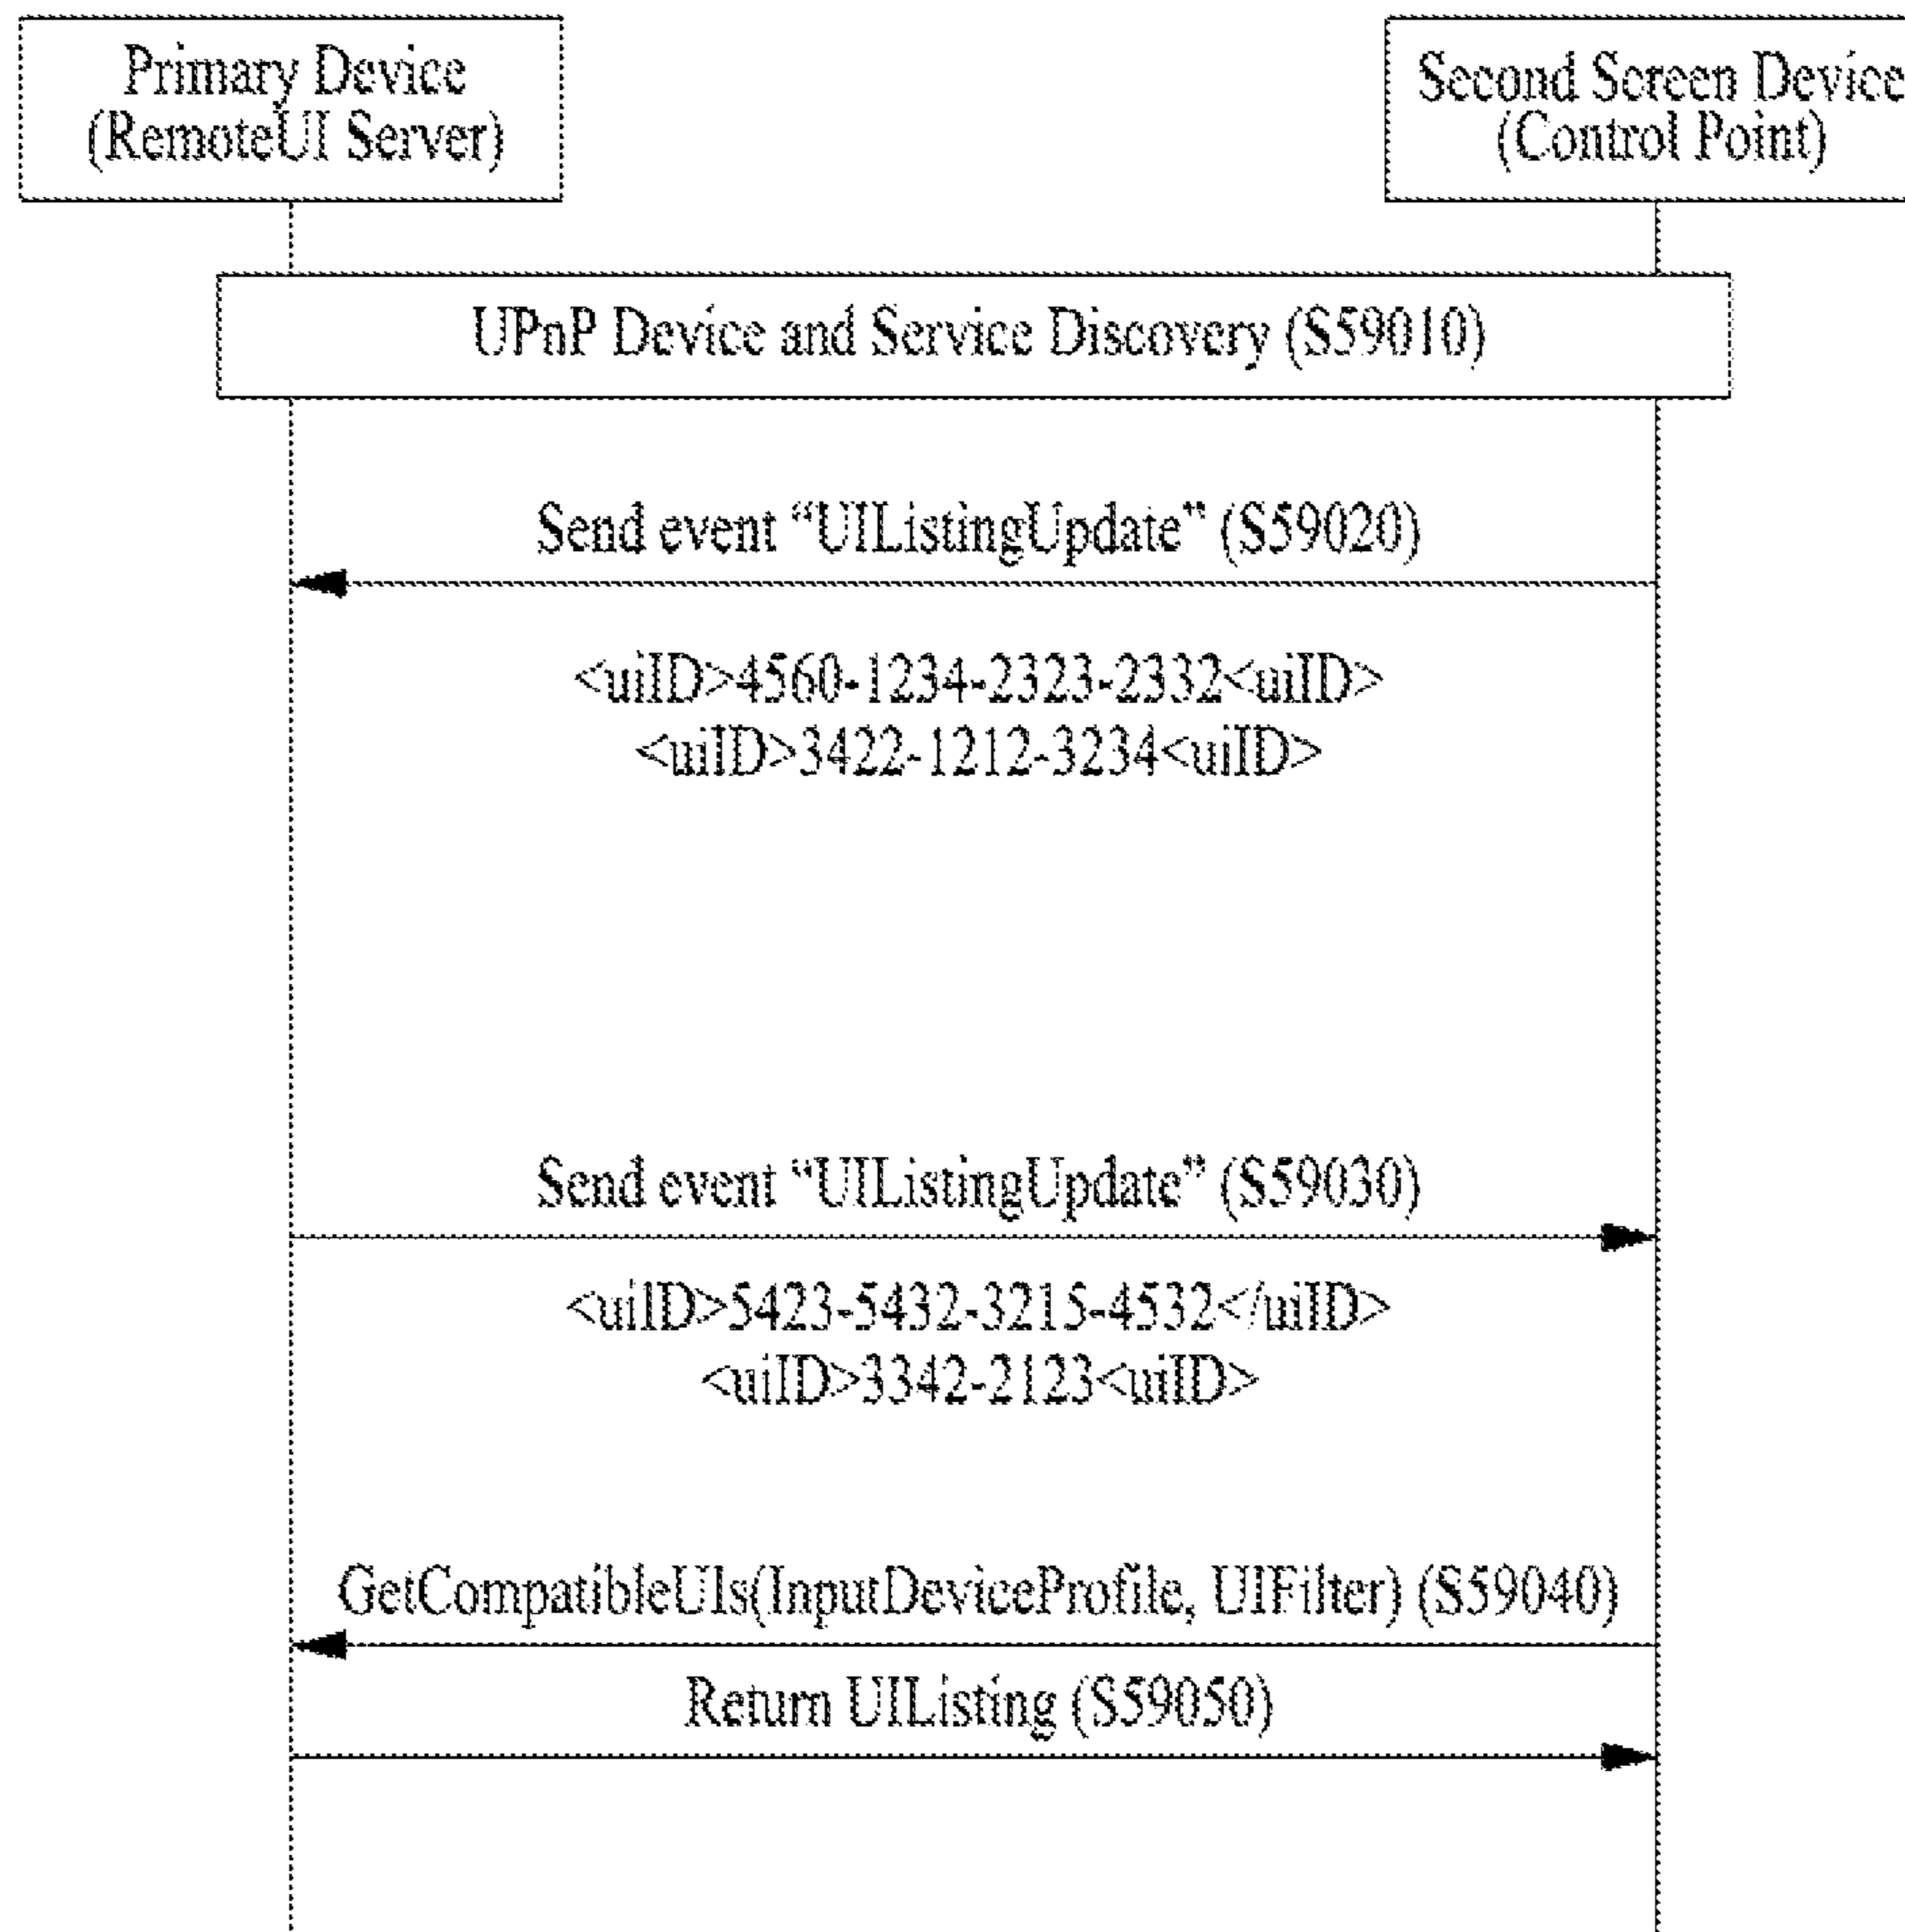 Primary Device
(RemoteUI Server)
Second Screen Device
(Control Point)
UPnP Device and Service Discovery (S59010)
Send event “UIListingUpdate” (S59020)
<uiID>4560-1234-2323-2332<uiID>
<uiID>3422-1212-3234<uiID>
Send event “UIListingUpdate” (S59030)
<uiID>5423-5432-3215-4532</uiID>
<uiID>3342-2123<uiID>
GetCompatibleUIs(InputDeviceProfile, UIFilter) (S59040)
Return UIListing (S59050)